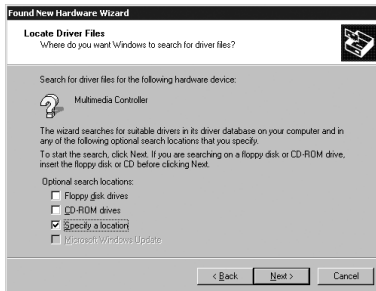 Found New Hardware Wizard
Locate Driver Files
Where do you want Windows to search for driver files?
Search for driver files for the following hardware device:
Multimedia Controller
The wizard searches for suitable drivers in its driver database on your computer and in
any of the following optional search locations that you specify.
To start the search, click Next. If you are searching on a floppy disk or CD-ROM drive,
insert the floppy disk or CD before clicking Next.
Optional search locations:
Floppy disk drives
CD-ROM drives
Specify a location
Microsoft Windows Update
< Back Next > Cancel